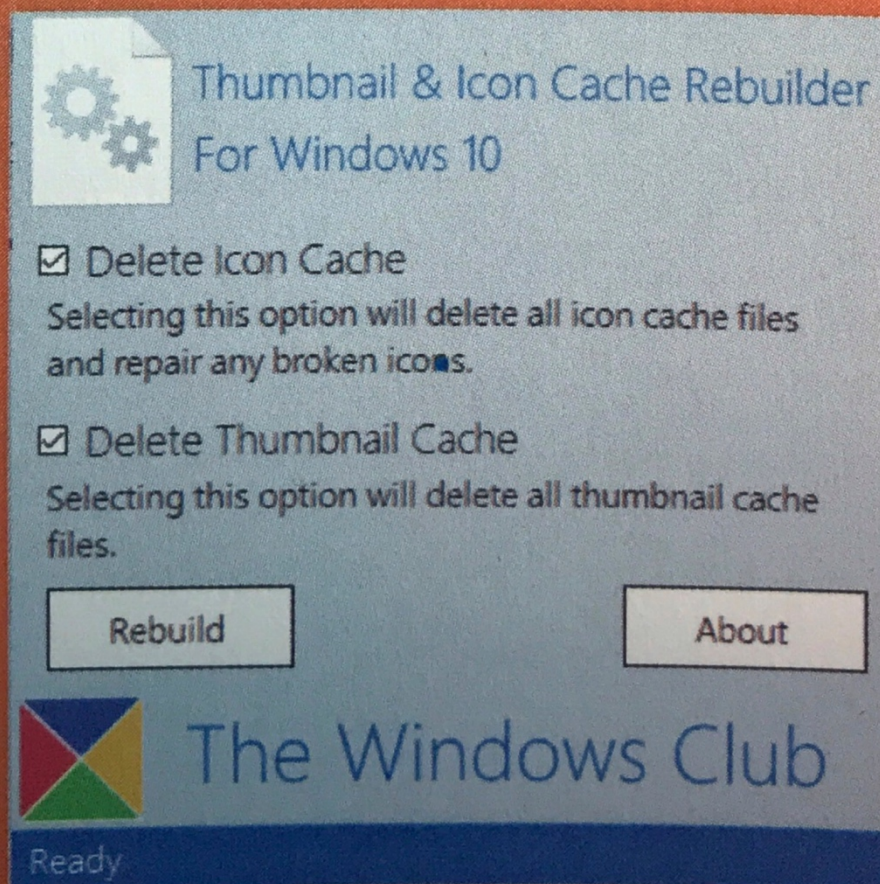 Thumbnail & Icon Cache Rebuilder
For Windows 10
Delete Icon Cache
Selecting this option will delete all icon cache files
and repair any broken icons.
Delete Thumbnail Cache
Selecting this option will delete all thumbnail cache
files.
Rebuild
About
The Windows Club
Ready